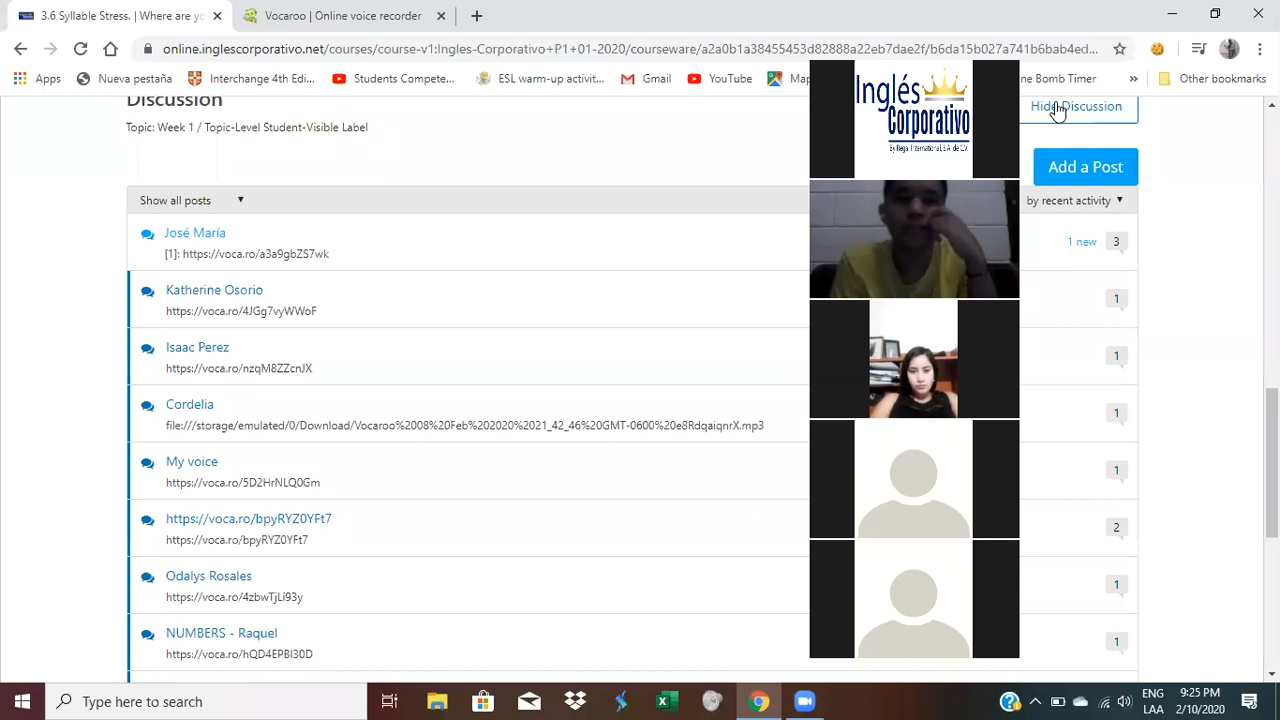 3.6 Syllable Stress. | Where are yo
Vocaroo | Online voice recorder
online.inglescorporativo.net/courses/course-v1:Ingles-Corporativo+P1+01-2020/courseware/a2a0b1a38455453d82888a22eb7dae2f/b6da15b027a741b6bab4ed...
Apps
Nueva pestaña
Interchange 4th Edi...
Students Compete...
ESL warm-up activit...
Gmail
YouTube
Map
ne Bomb Timer
»
Other bookmarks
Inglés
Corporativo
By Regal International, S.A. de C.V.
Discussion
Hide Discussion
Topic: Week 1 / Topic-Level Student-Visible Label
Add a Post
Show all posts
by recent activity
José María
[1]: https://voca.ro/a3a9gbZS7wk
1 new
3
Katherine Osorio
https://voca.ro/4JGg7vyWWoF
1
Isaac Perez
https://voca.ro/nzqM8ZZcnJX
1
Cordelia
file:///storage/emulated/0/Download/Vocaroo%2008%20Feb%202020%2021_42_46%20GMT-0600%20e8RdqaiqnrX.mp3
1
My voice
https://voca.ro/5D2HrNLQ0Gm
1
https://voca.ro/bpyRYZ0YFt7
https://voca.ro/bpyRYZ0YFt7
2
Odalys Rosales
https://voca.ro/4zbwTjLi93y
1
NUMBERS - Raquel
https://voca.ro/hQD4EPBl30D
1
Type here to search
ENG
LAA
9:25 PM
2/10/2020